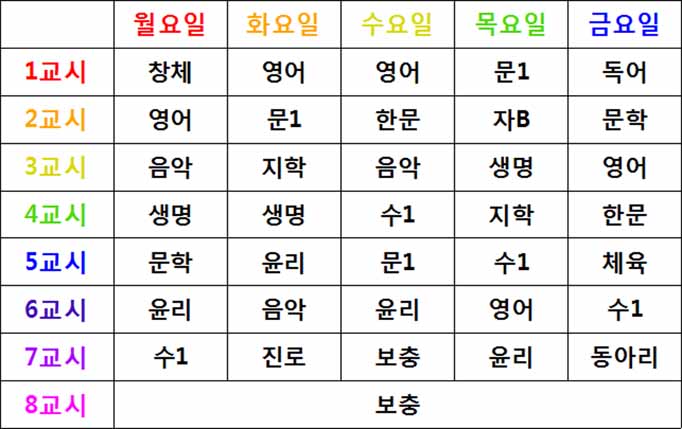 월요일 화요일 수요일 목요일 금요일
1교시 창체 영어 영어 문1 독어
2교시 영어 문1 한문 자B 문학
3교시 음악 지학 음악 생명 영어
4교시 생명 생명 수1 지학 한문
5교시 문학 윤리 문1 수1 체육
6교시 윤리 음악 윤리 영어 수1
7교시 수1 진로 보충 윤리 동아리
8교시 보충